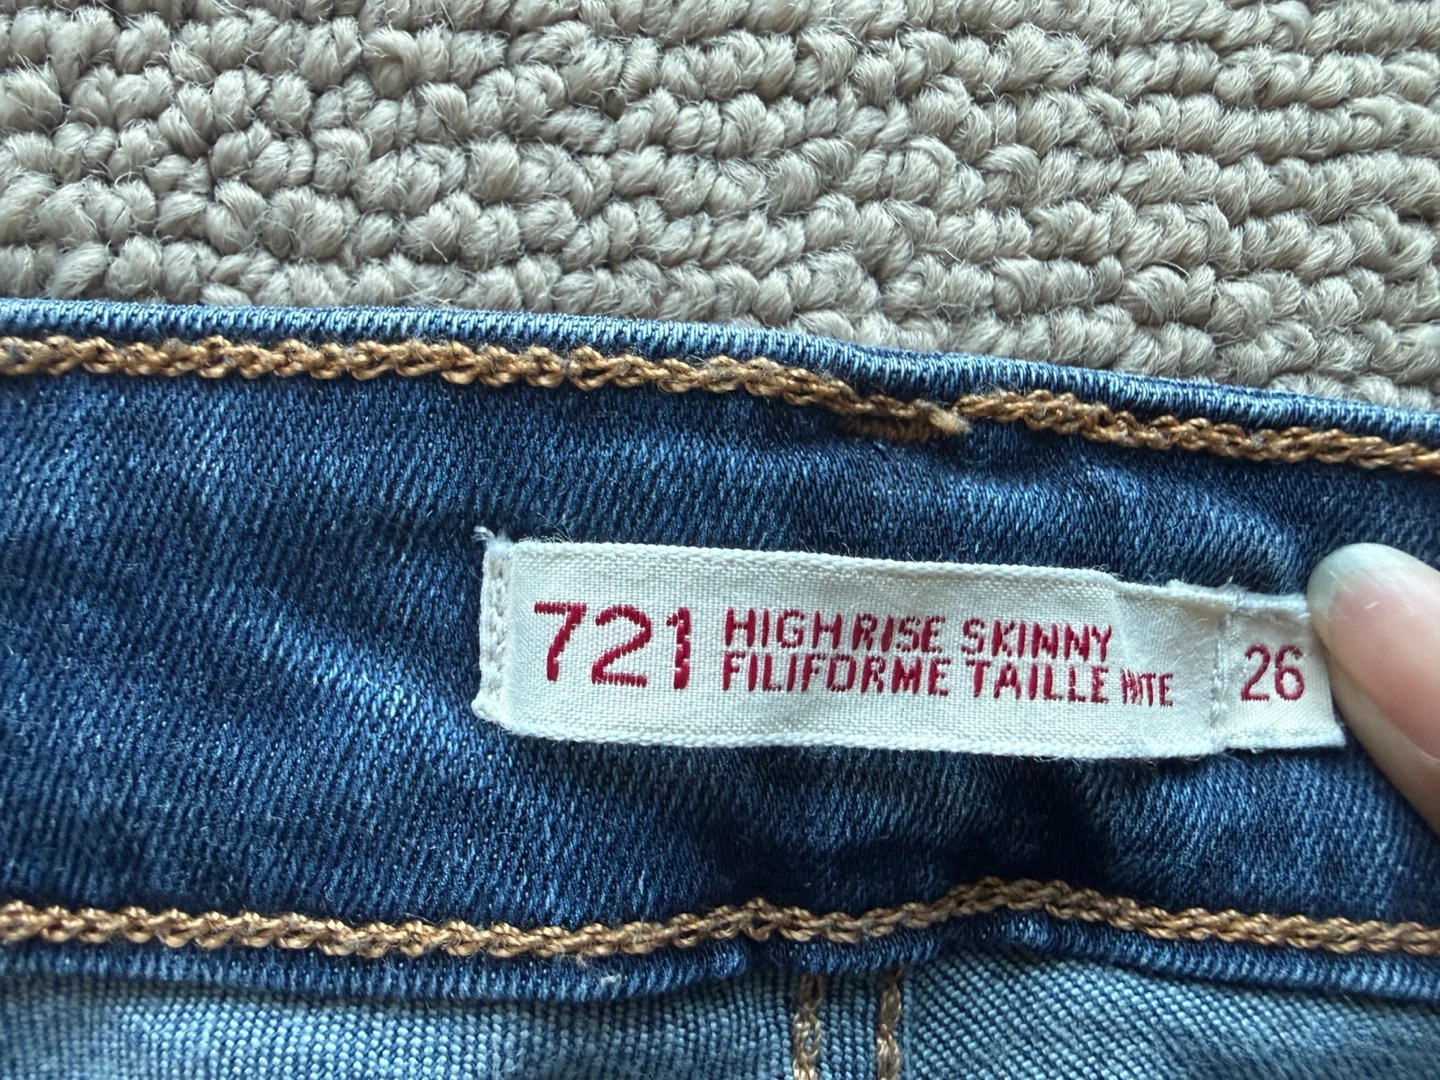 721 HIGH RISE SKINNY
FILIFORME TAILLE HTE
26